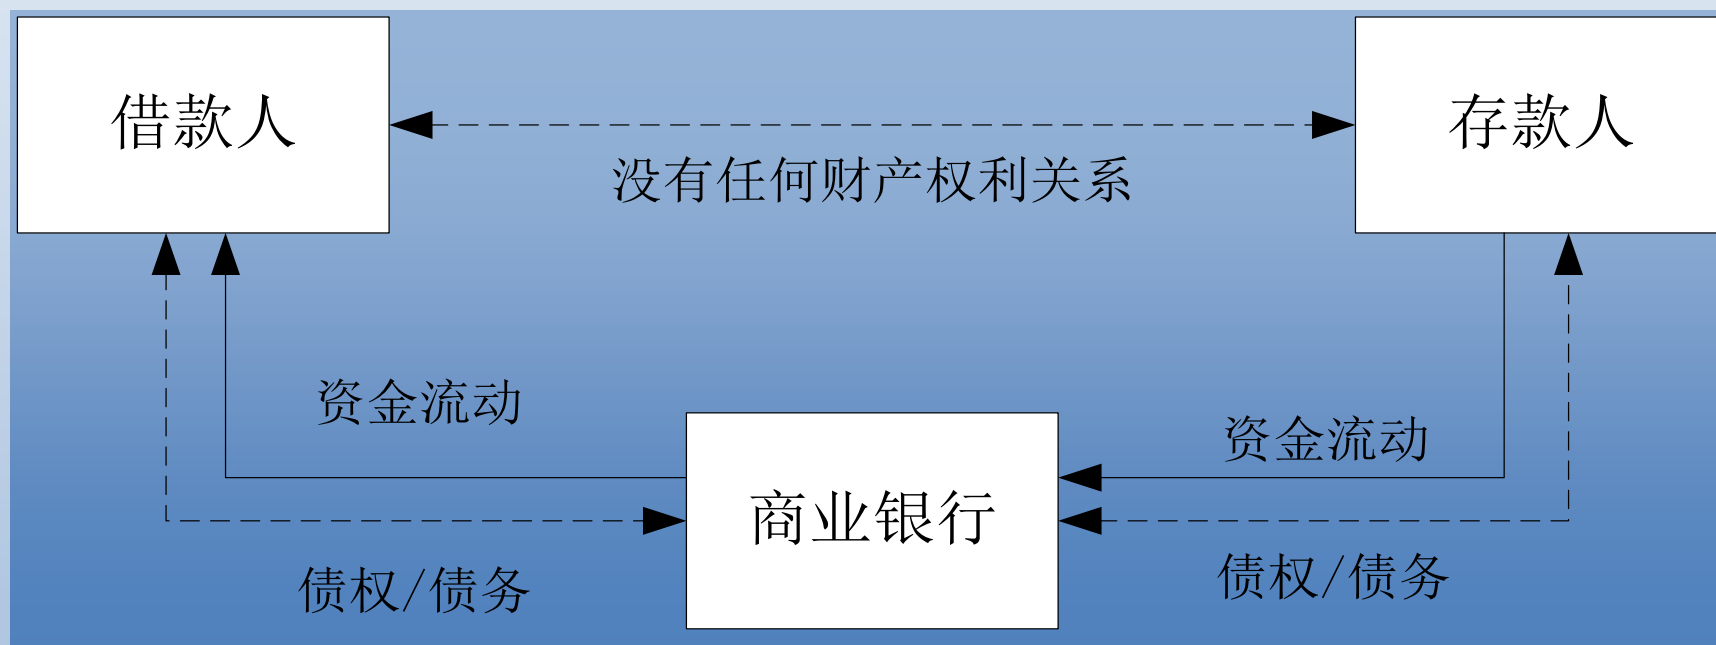 借款人
存款人
没有任何财产权利关系
资金流动
资金流动
商业银行
债权/债务
债权/债务